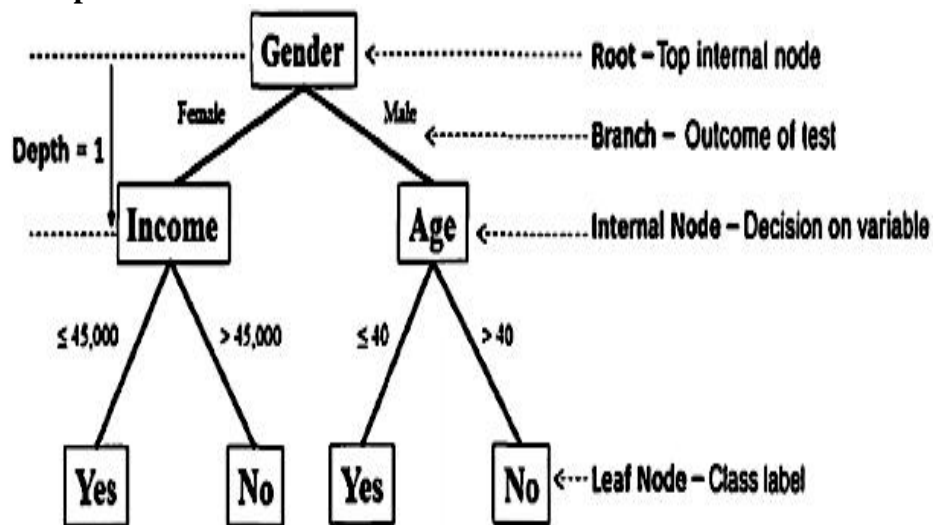 Gender
Root – Top internal node
Female
Male
Branch – Outcome of test
Depth = 1
Income
Age
Internal Node – Decision on variable
≤ 45,000
> 45,000
≤ 40
> 40
Yes
No
Yes
No
Leaf Node – Class label